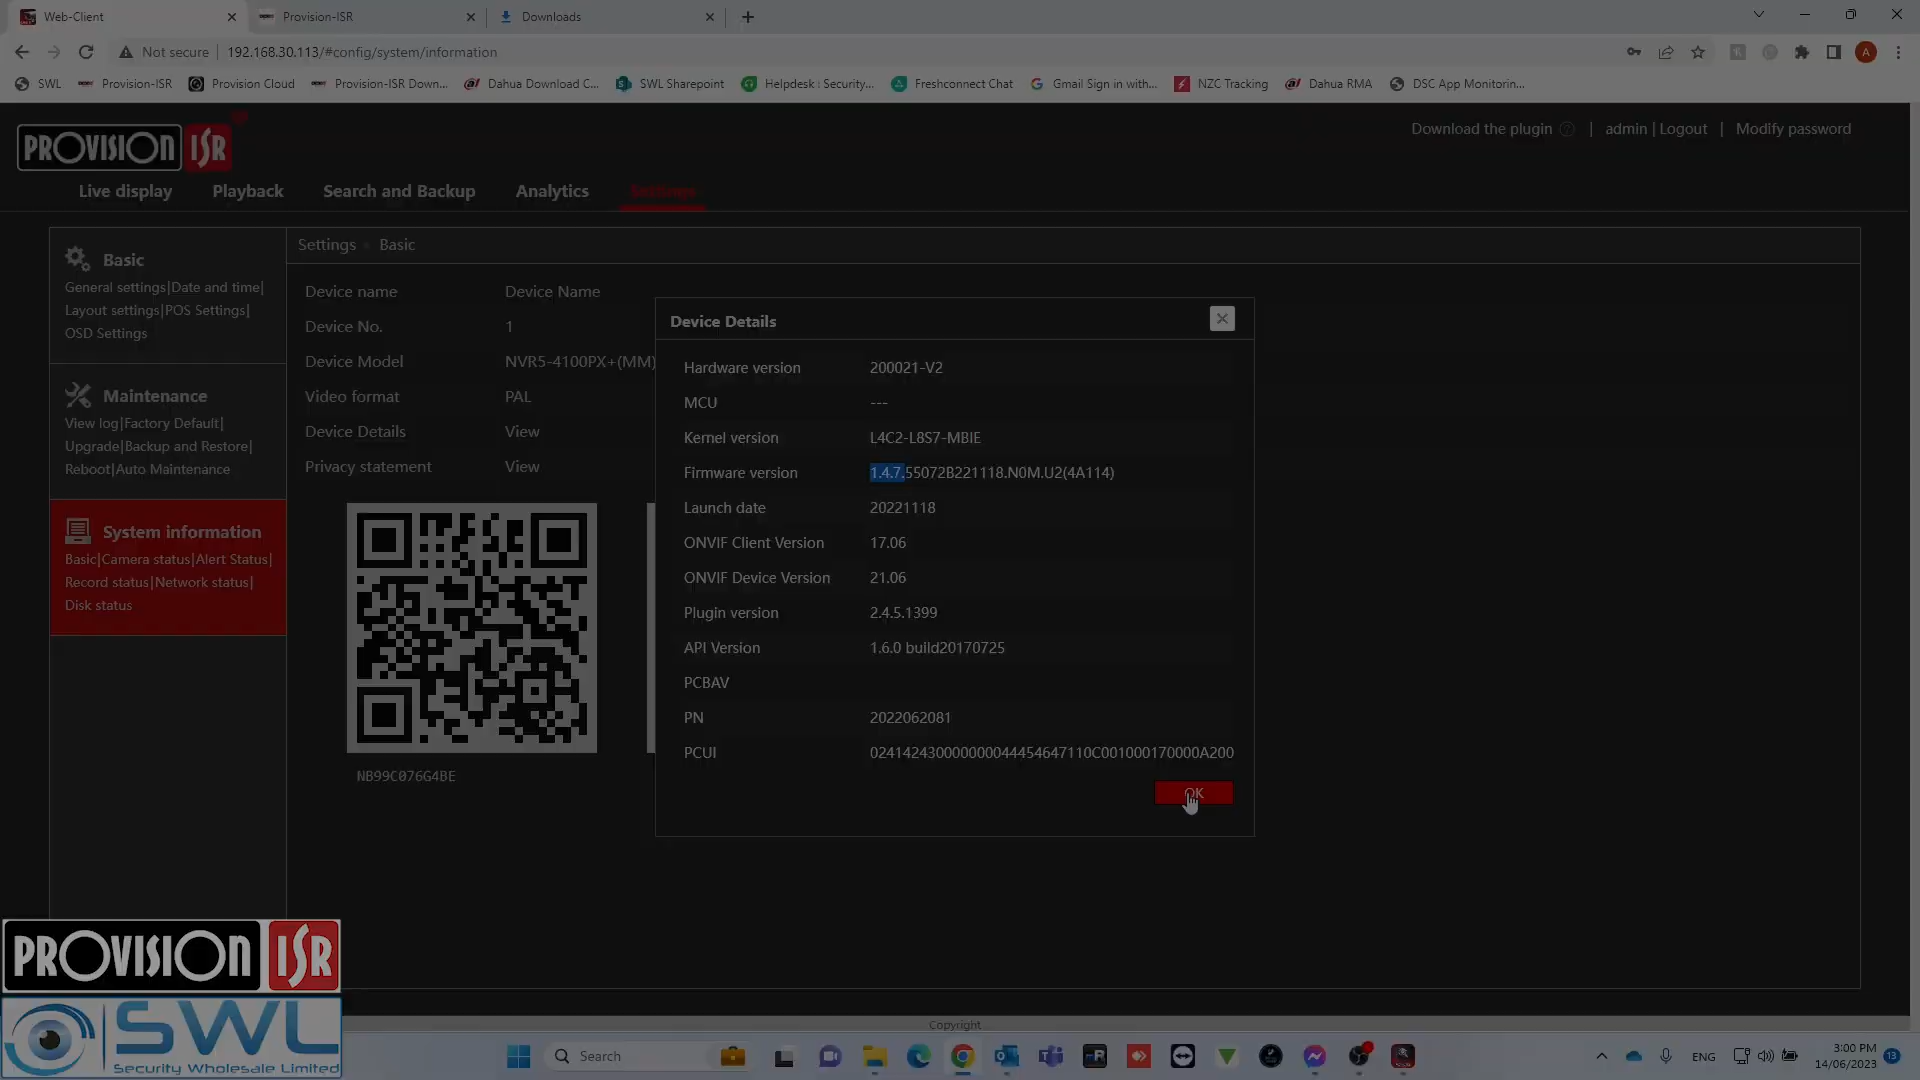 Web-Client
Provision-ISR
Downloads
Not secure
192.168.30.113/#config/system/information
A
SWL
Provision-ISR
Provision Cloud
Provision-ISR Down...
Dahua Download C...
SWL Sharepoint
Helpdesk : Security...
Freshconnect Chat
Gmail Sign in with...
NZC Tracking
Dahua RMA
DSC App Monitorin...
PROVISION ISR
Download the plugin ? | admin | Logout | Modify password
Live display
Playback
Search and Backup
Analytics
Settings
Basic
General settings|Date and time|
Layout settings|POS Settings|
OSD Settings
Maintenance
View log|Factory Default|
Upgrade|Backup and Restore|
Reboot|Auto Maintenance
System information
Basic|Camera status|Alert Status|
Record status|Network status|
Disk status
Settings Basic
Device name Device Name
Device No. 1
Device Model NVR5-4100PX+(MM)
Video format PAL
Device Details View
Privacy statement View
NB99C076G4BE
Device Details
Hardware version 200021-V2
MCU ---
Kernel version L4C2-L8S7-MBIE
Firmware version 1.4.7.55072B221118.N0M.U2(4A114)
Launch date 20221118
ONVIF Client Version 17.06
ONVIF Device Version 21.06
Plugin version 2.4.5.1399
API Version 1.6.0 build20170725
PCBAV
PN 2022062081
PCUI 02414243000000044454647110C001000170000A200
OK
Copyright
PROVISION ISR
SWL
Security Wholesale Limited
Search
ENG
3:00 PM
14/06/2023
13